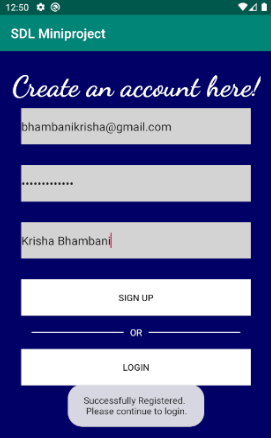 12:50
SDL Miniproject
Create an account here!
bhambanikrisha@gmail.com
•••••••••••••
Krisha Bhambani
SIGN UP
OR
LOGIN
Successfully Registered.
Please continue to login.